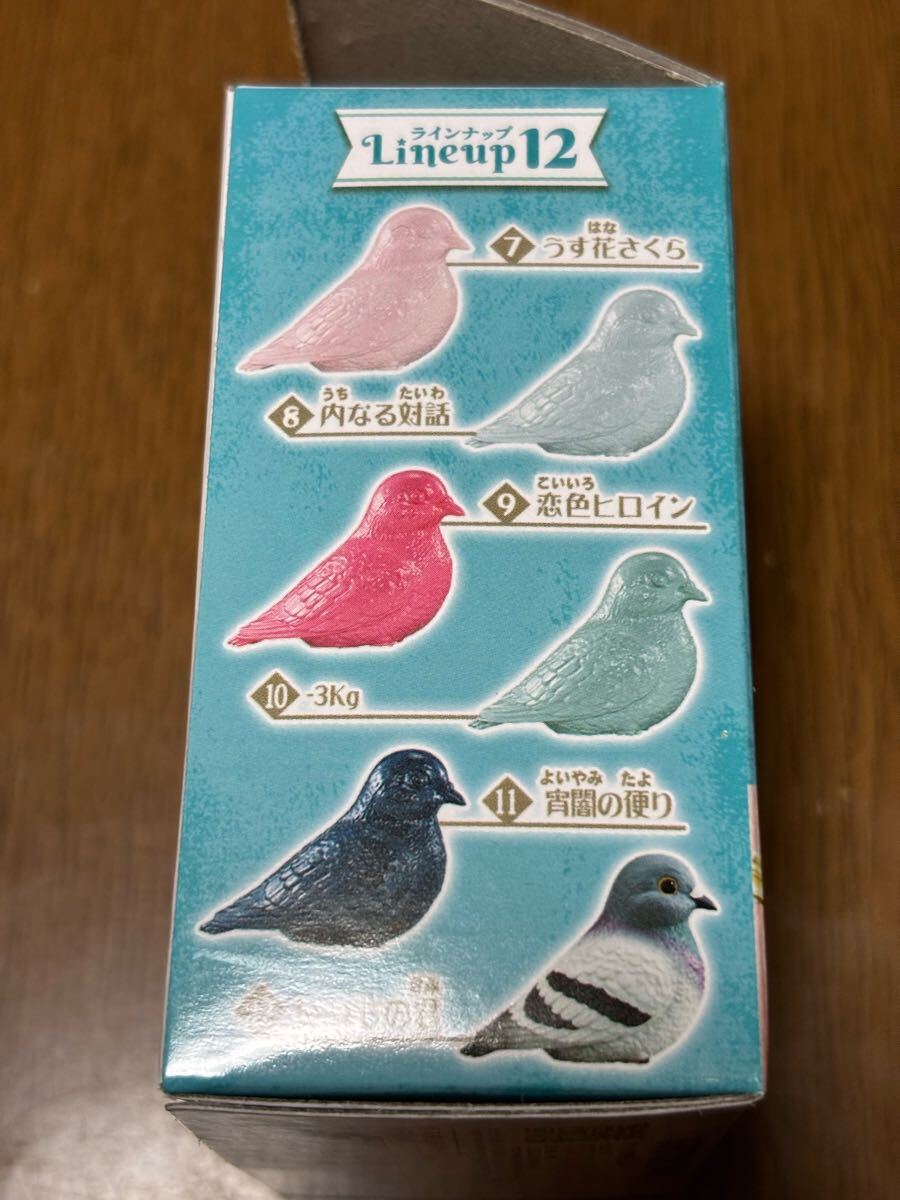 ラインナップ
Lineup12
はな
7 うす花さくら
うち たいわ
8 内なる対話
こいいろ
9 恋色ヒロイン
10 -3Kg
よいやみ たよ
11 宵闇の便り